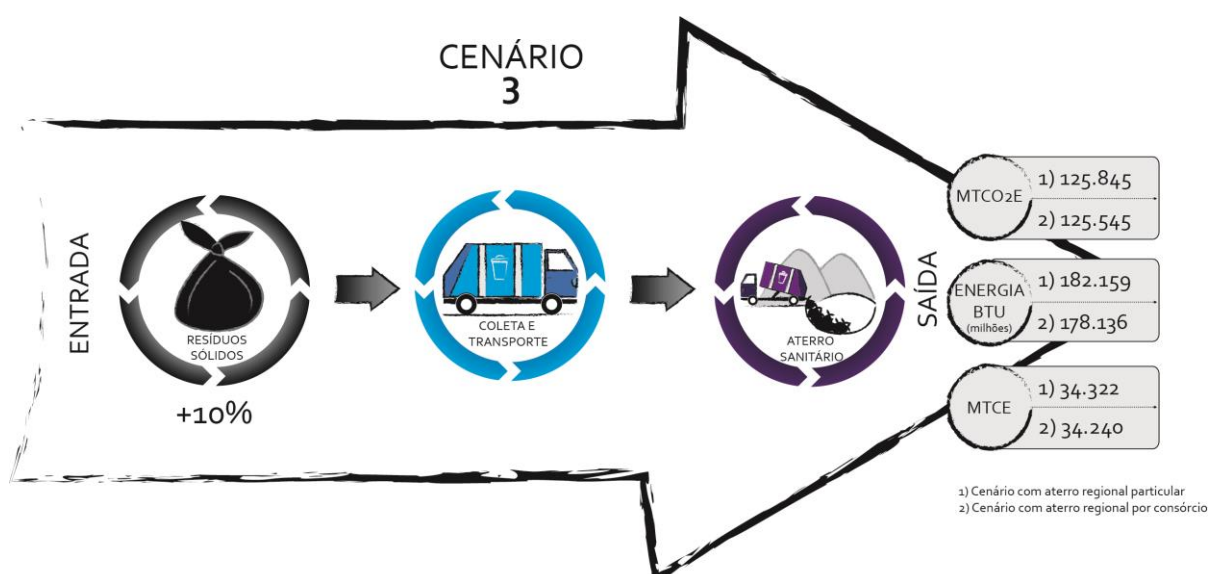 CENÁRIO
3
ENTRADA
RESÍDUOS
SÓLIDOS
+10%
COLETA E
TRANSPORTE
ATERRO
SANITÁRIO
SAÍDA
MTCO2E
1) 125.845
2) 125.545
ENERGIA
BTU
(milhões)
1) 182.159
2) 178.136
MTCE
1) 34.322
2) 34.240
1) Cenário com aterro regional particular
2) Cenário com aterro regional por consórcio